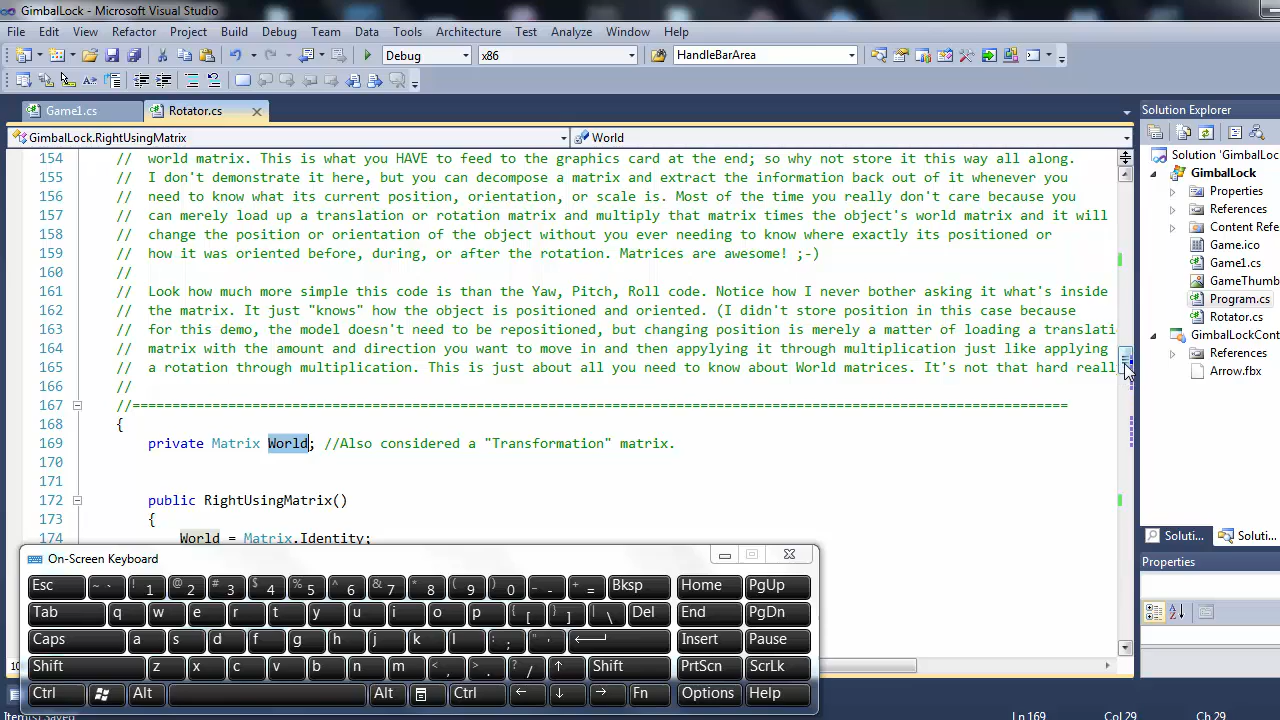 GimbalLock - Microsoft Visual Studio
File Edit View Refactor Project Build Debug Team Data Tools Architecture Test Analyze Window Help
Debug x86 HandleBarArea
Game1.cs Rotator.cs
GimbalLock.RightUsingMatrix World
154 // world matrix. This is what you HAVE to feed to the graphics card at the end; so why not store it this way all along.
155 // I don't demonstrate it here, but you can decompose a matrix and extract the information back out of it whenever you
156 // need to know what its current position, orientation, or scale is. Most of the time you really don't care because you
157 // can merely load up a translation or rotation matrix and multiply that matrix times the object's world matrix and it will
158 // change the position or orientation of the object without you ever needing to know where exactly its positioned or
159 // how it was oriented before, during, or after the rotation. Matrices are awesome! ;-)
160 //
161 // Look how much more simple this code is than the Yaw, Pitch, Roll code. Notice how I never bother asking it what's inside
162 // the matrix. It just "knows" how the object is positioned and oriented. (I didn't store position in this case because
163 // for this demo, the model doesn't need to be repositioned, but changing position is merely a matter of loading a translatio
164 // matrix with the amount and direction you want to move in and then applying it through multiplication just like applying
165 // a rotation through multiplication. This is just about all you need to know about World matrices. It's not that hard reall
166 //
167 //=====================================================================================================================
168 {
169 private Matrix World; //Also considered a "Transformation" matrix.
170
171
172 public RightUsingMatrix()
173 {
174 World = Matrix.Identity;
Solution Explorer
Solution 'GimbalLo
GimbalLock
Properties
References
Content Refe
Game.ico
Game1.cs
GameThumb
Program.cs
Rotator.cs
GimbalLockCont
References
Arrow.fbx
Soluti... Soluti...
Properties
On-Screen Keyboard
Esc ~ ` ! 1 @ 2 # 3 $ 4 % 5 ^ 6 & 7 * 8 ( 9 ) 0 _ - + = Bksp Home PgUp
Tab q w e r t y u i o p { [ } ] | \ Del End PgDn
Caps a s d f g h j k l : ; " ' Insert Pause
Shift z x c v b n m < , > . ? / ↑ Shift PrtScn ScrLk
Ctrl Alt Alt Ctrl ← ↓ → Fn Options Help
Item(s) Saved Ln 169 Col 29 Ch 29